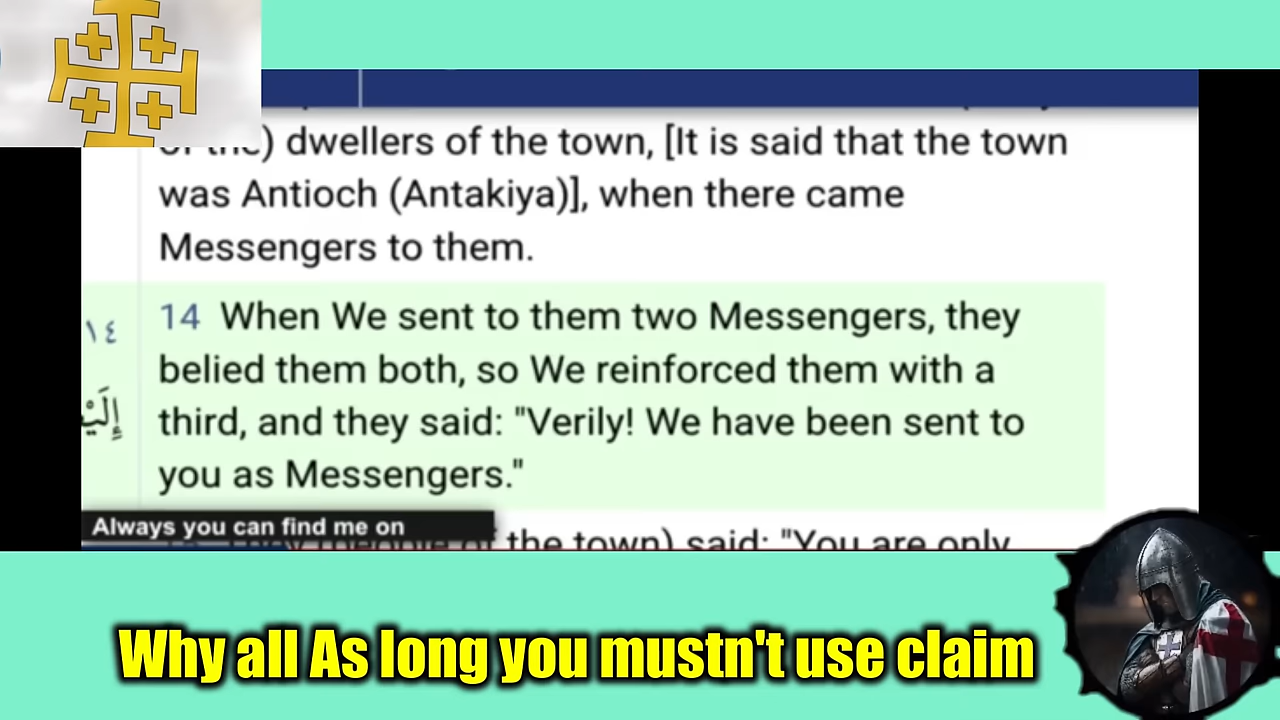 dwellers of the town, [It is said that the town
was Antioch (Antakiya)], when there came
Messengers to them.
14 When We sent to them two Messengers, they
١٤
belied them both, so We reinforced them with a
third, and they said: "Verily! We have been sent to
you as Messengers."
Always you can find me on
of the town) said: "You are only
Why all As long you mustn't use claim